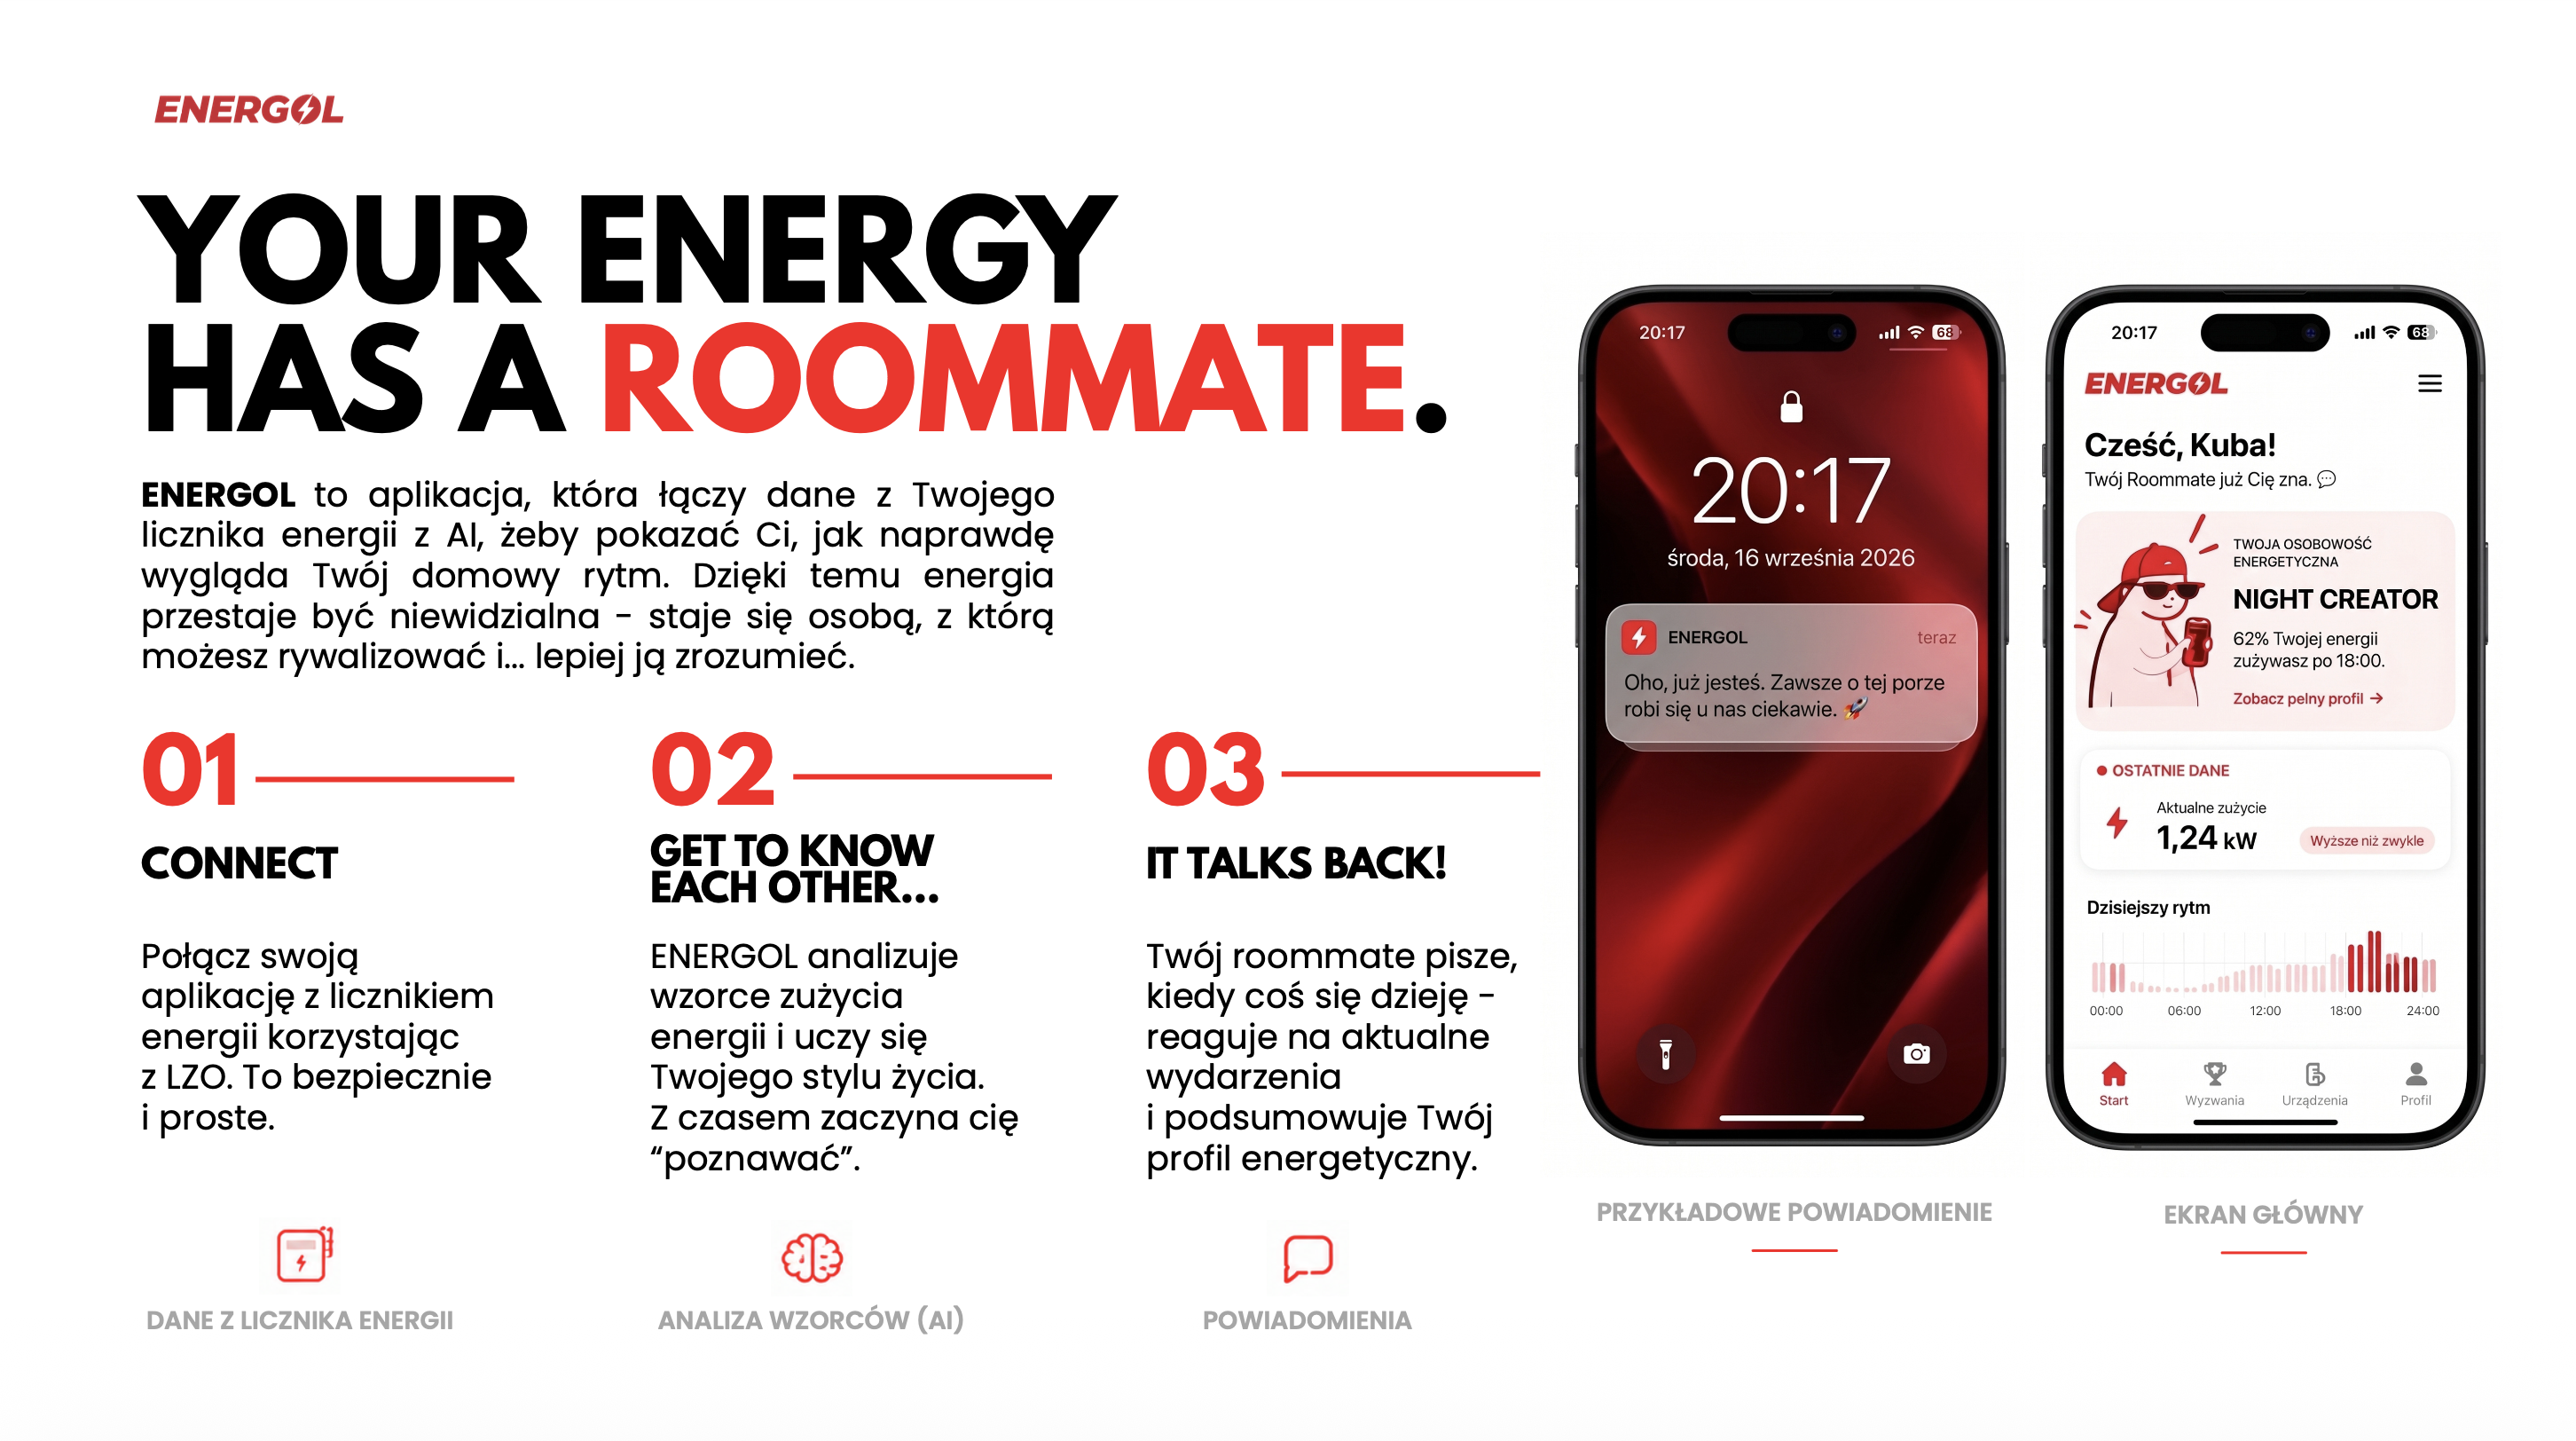 ENERGOL
YOUR ENERGY
HAS A ROOMMATE.
ENERGOL to aplikacja, która łączy dane z Twojego
licznika energii z AI, żeby pokazać Ci, jak naprawdę
wygląda Twój domowy rytm. Dzięki temu energia
przestaje być niewidzialna - staje się osobą, z którą
możesz rywalizować i... lepiej ją zrozumieć.
01
CONNECT
Połącz swoją
aplikację z licznikiem
energii korzystając
z LZO. To bezpiecznie
i proste.
DANE Z LICZNIKA ENERGII
02
GET TO KNOW
EACH OTHER...
ENERGOL analizuje
wzorce zużycia
energii i uczy się
Twojego stylu życia.
Z czasem zaczyna cię
“poznawać”.
ANALIZA WZORCÓW (AI)
03
IT TALKS BACK!
Twój roommate pisze,
kiedy coś się dzieję -
reaguje na aktualne
wydarzenia
i podsumowuje Twój
profil energetyczny.
POWIADOMIENIA
20:17 68
20:17
środa, 16 września 2026
ENERGOL teraz
Oho, już jesteś. Zawsze o tej porze
robi się u nas ciekawie. 🚀
PRZYKŁADOWE POWIADOMIENIE
20:17 68
ENERGOL
Cześć, Kuba!
Twój Roommate już Cię zna. 💬
TWOJA OSOBOWOŚĆ
ENERGETYCZNA
NIGHT CREATOR
62% Twojej energii
zużywasz po 18:00.
Zobacz pelny profil →
OSTATNIE DANE
Aktualne zużycie
1,24 kW
Wyższe niż zwykle
Dzisiejszy rytm
00:00 06:00 12:00 18:00 24:00
Start Wyzwania Urządzenia Profil
EKRAN GŁÓWNY